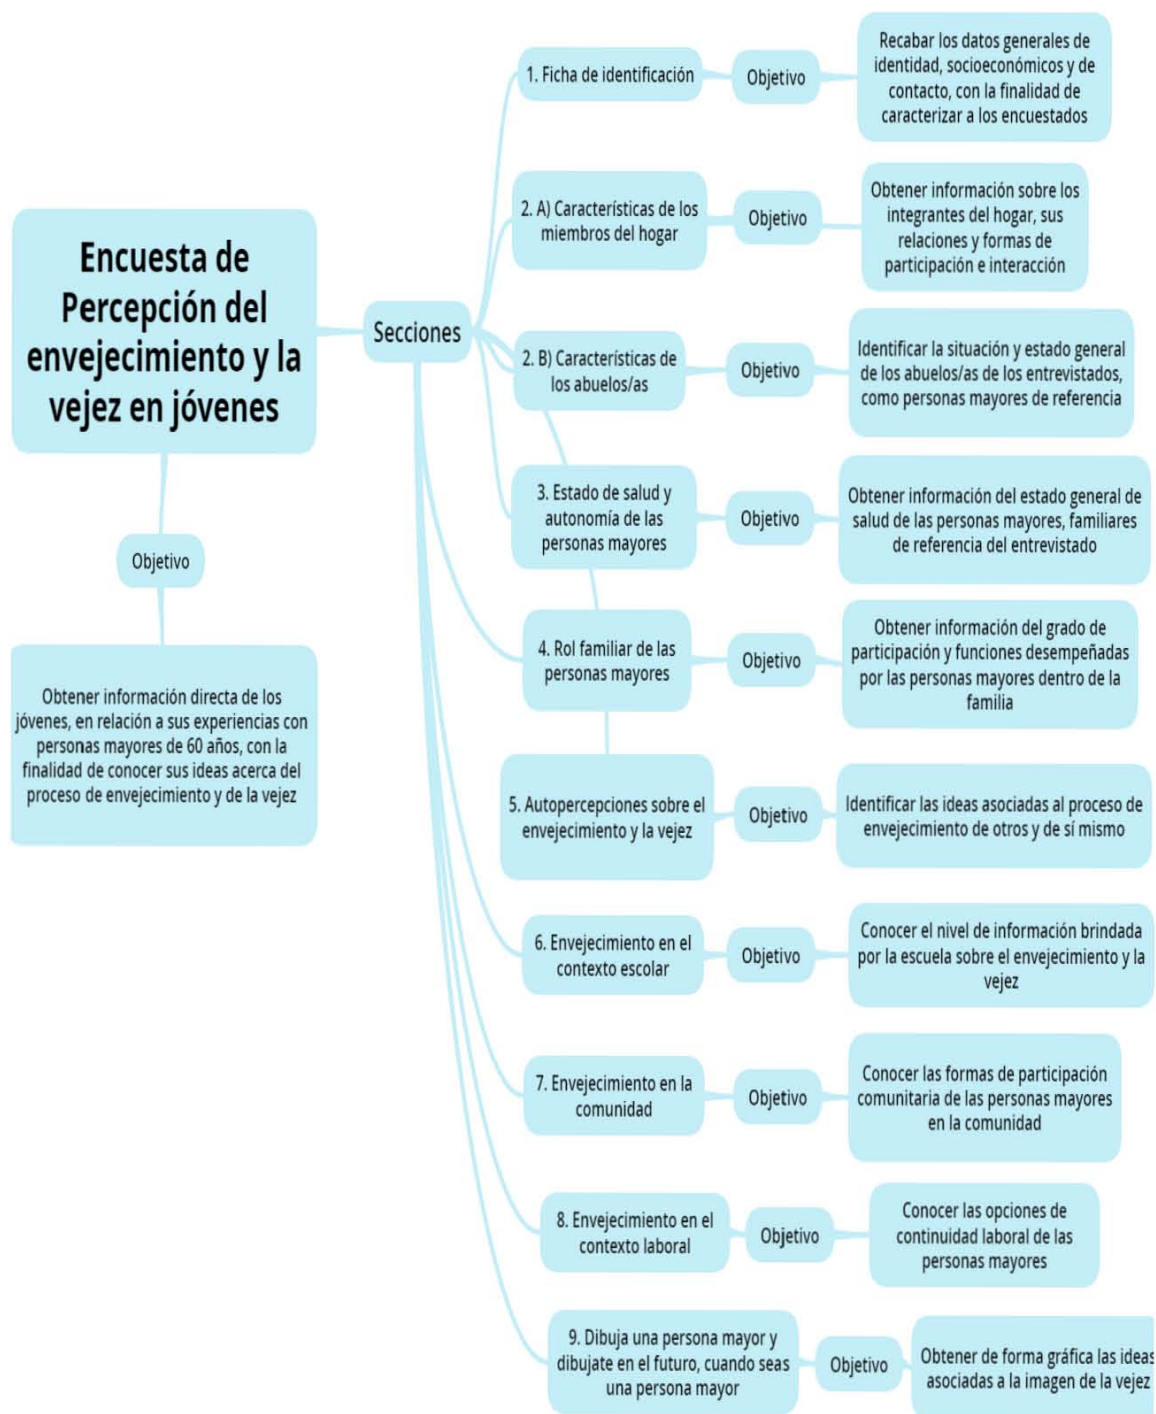 Encuesta de
Percepción del
envejecimiento y la
vejez en jóvenes
Objetivo
Obtener información directa de los
jóvenes, en relación a sus experiencias con
personas mayores de 60 años, con la
finalidad de conocer sus ideas acerca del
proceso de envejecimiento y de la vejez
Secciones
1. Ficha de identificación
Objetivo
Recabar los datos generales de
identidad, socioeconómicos y de
contacto, con la finalidad de
caracterizar a los encuestados
2. A) Características de los
miembros del hogar
Objetivo
Obtener información sobre los
integrantes del hogar, sus
relaciones y formas de
participación e interacción
2. B) Características de
los abuelos/as
Objetivo
Identificar la situación y estado general
de los abuelos/as de los entrevistados,
como personas mayores de referencia
3. Estado de salud y
autonomía de las
personas mayores
Objetivo
Obtener información del estado general de
salud de las personas mayores, familiares
de referencia del entrevistado
4. Rol familiar de las
personas mayores
Objetivo
Obtener información del grado de
participación y funciones desempeñadas
por las personas mayores dentro de la
familia
5. Autopercepciones sobre el
envejecimiento y la vejez
Objetivo
Identificar las ideas asociadas al proceso de
envejecimiento de otros y de sí mismo
6. Envejecimiento en el
contexto escolar
Objetivo
Conocer el nivel de información brindada
por la escuela sobre el envejecimiento y la
vejez
7. Envejecimiento en la
comunidad
Objetivo
Conocer las formas de participación
comunitaria de las personas mayores
en la comunidad
8. Envejecimiento en el
contexto laboral
Objetivo
Conocer las opciones de
continuidad laboral de las
personas mayores
9. Dibuja una persona mayor y
dibujate en el futuro, cuando seas
una persona mayor
Objetivo
Obtener de forma gráfica las ideas
asociadas a la imagen de la vejez